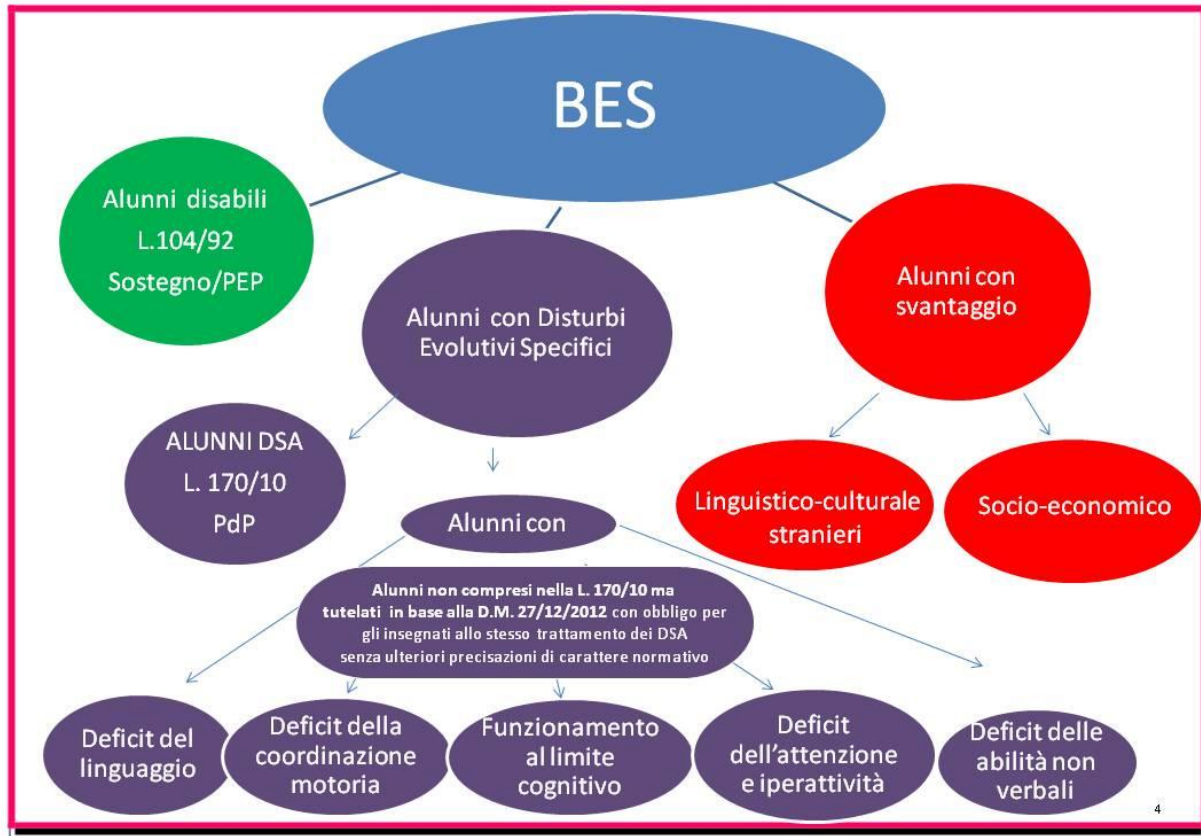 BES
Alunni disabili
L.104/92
Sostegno/PEP
Alunni con Disturbi
Evolutivi Specifici
Alunni con
svantaggio
ALUNNI DSA
L. 170/10
PdP
Alunni con
Linguistico-culturale
stranieri
Socio-economico
Alunni non compresi nella L. 170/10 ma
tutelati in base alla D.M. 27/12/2012 con obbligo per
gli insegnati allo stesso trattamento dei DSA
senza ulteriori precisazioni di carattere normativo
Deficit del
linguaggio
Deficit della
coordinazione
motoria
Funzionamento
al limite
cognitivo
Deficit
dell'attenzione
e iperattività
Deficit delle
abilità non
verbali
4